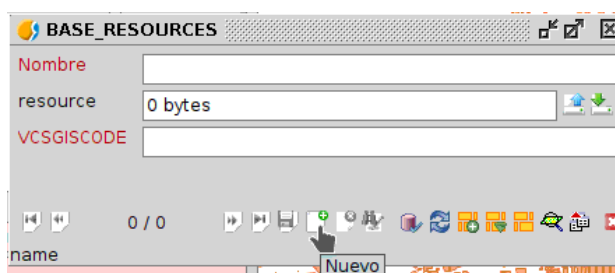 BASE_RESOURCES
Nombre
resource
0 bytes
VCSGISCODE
0 / 0
name
Nuevo